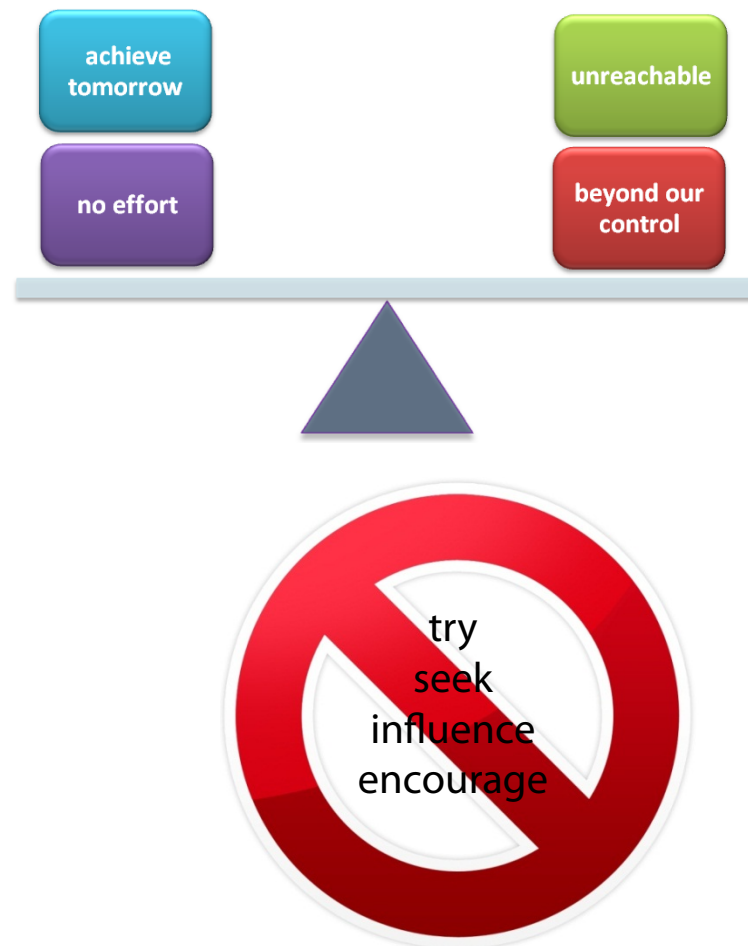 achieve
tomorrow
unreachable
no effort
beyond our
control
try
seek
influence
encourage